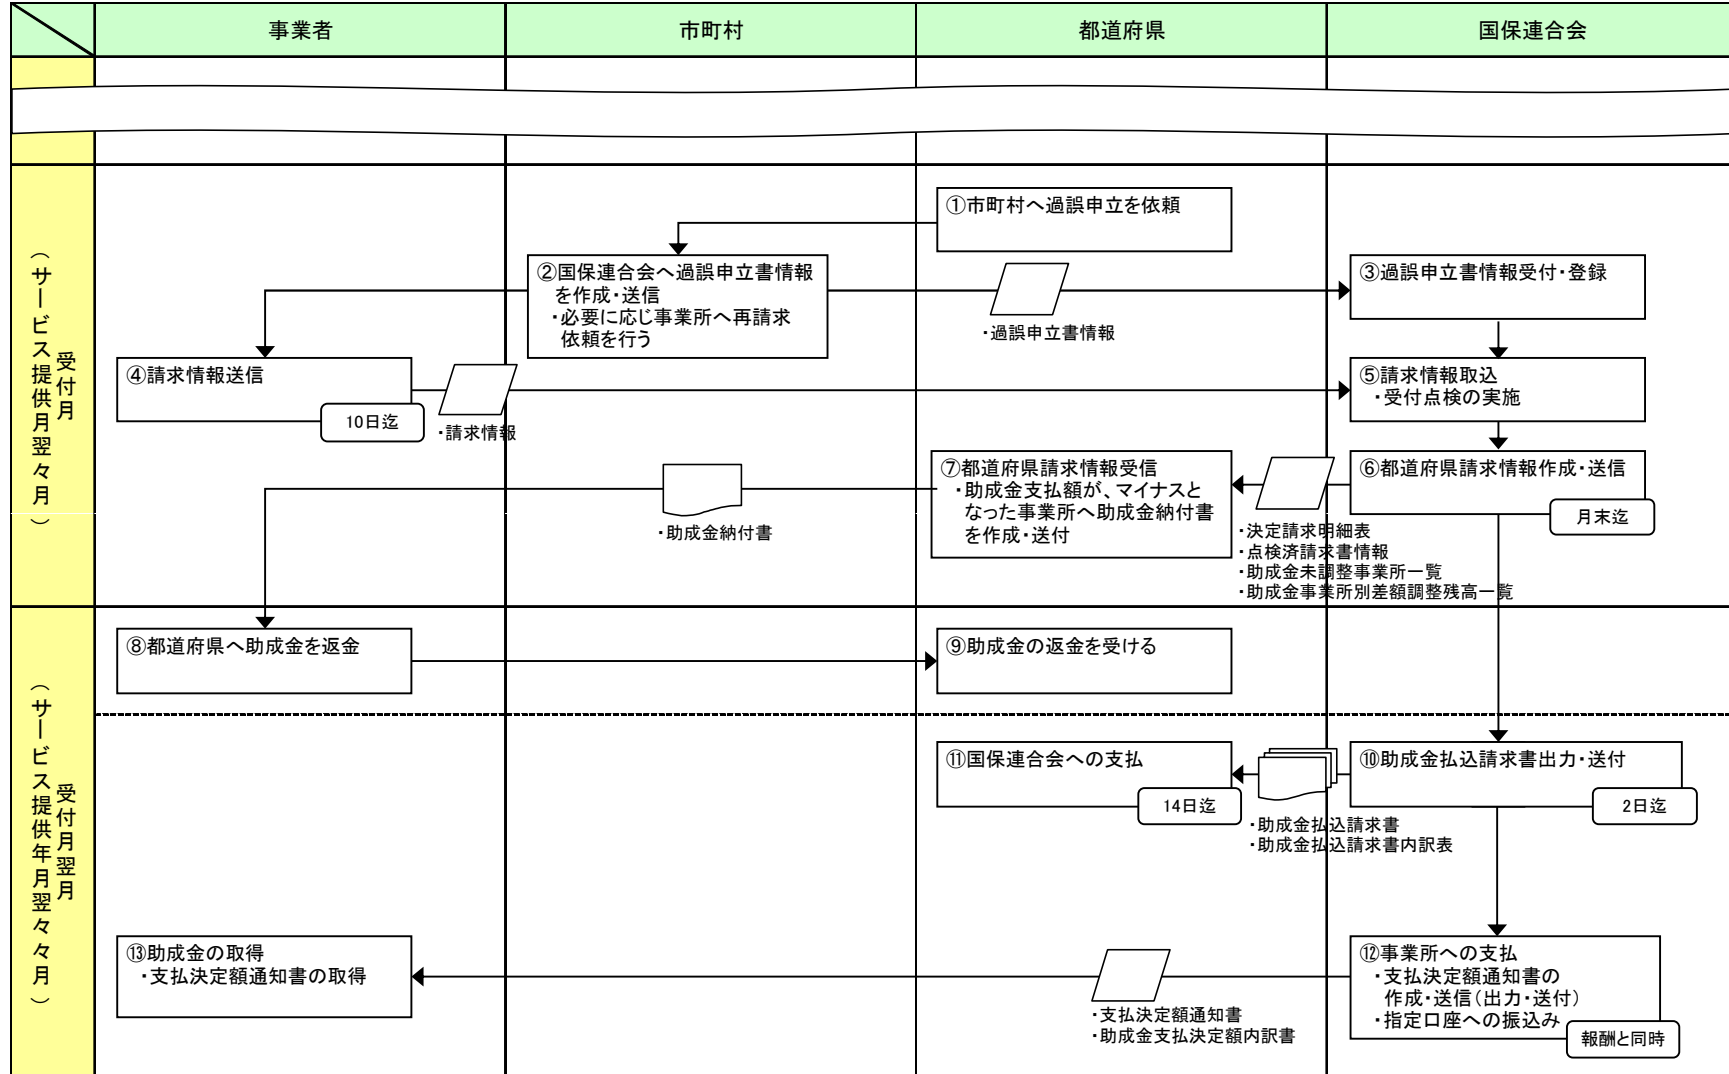 事業者
市町村
都道府県
国保連合会
受付月
(サービス提供月翌々月)
①市町村へ過誤申立を依頼
②国保連合会へ過誤申立書情報
を作成・送信
・必要に応じ事業所へ再請求
依頼を行う
・過誤申立書情報
③過誤申立書情報受付・登録
④請求情報送信
10日迄
・請求情報
⑤請求情報取込
・受付点検の実施
⑥都道府県請求情報作成・送信
月末迄
⑦都道府県請求情報受信
・助成金支払額が、マイナスと
なった事業所へ助成金納付書
を作成・送付
・助成金納付書
・決定請求明細表
・点検済請求書情報
・助成金未調整事業所一覧
・助成金事業所別差額調整残高一覧
受付月翌月
(サービス提供年月翌々々月)
⑧都道府県へ助成金を返金
⑨助成金の返金を受ける
⑩助成金払込請求書出力・送付
2日迄
⑪国保連合会への支払
14日迄
・助成金払込請求書
・助成金払込請求書内訳表
⑫事業所への支払
・支払決定額通知書の
作成・送信(出力・送付)
・指定口座への振込み
報酬と同時
・支払決定額通知書
・助成金支払決定額内訳書
⑬助成金の取得
・支払決定額通知書の取得